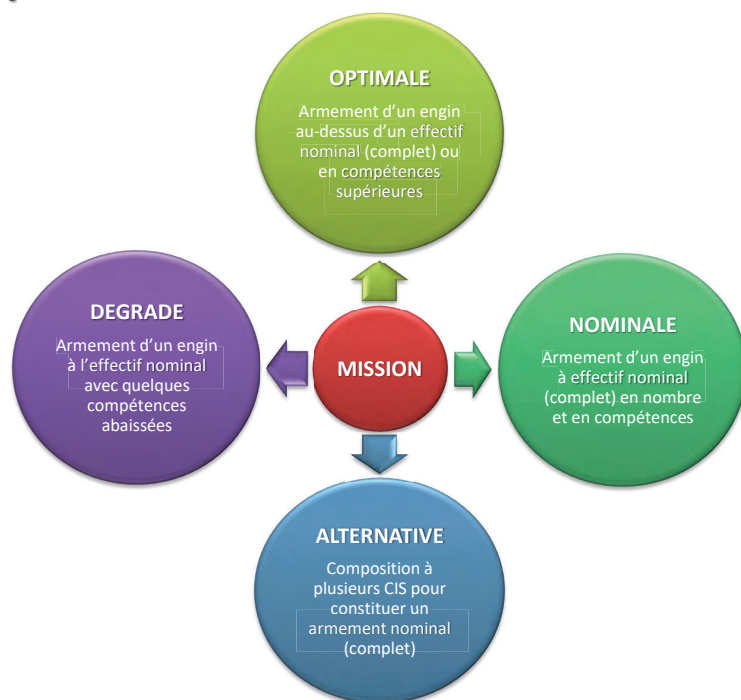 OPTIMALE
Armement d'un engin
au-dessus d'un effectif
nominal (complet) ou
en compétences
supérieures
DEGRADE
Armement d'un engin
à l'effectif nominal
avec quelques
compétences
abaissées
MISSION
NOMINALE
Armement d'un engin
à effectif nominal
(complet) en nombre
et en compétences
ALTERNATIVE
Composition à
plusieurs CIS pour
constituer un
armement nominal
(complet)